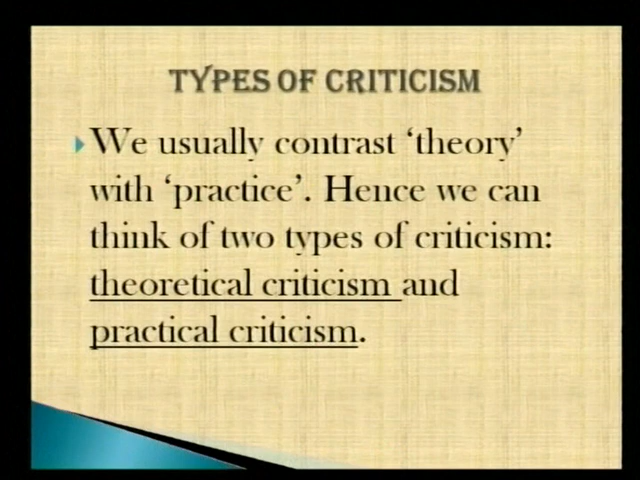 TYPES OF CRITICISM
We usually contrast ‘theory’
with ‘practice’. Hence we can
think of two types of criticism:
theoretical criticism and
practical criticism.